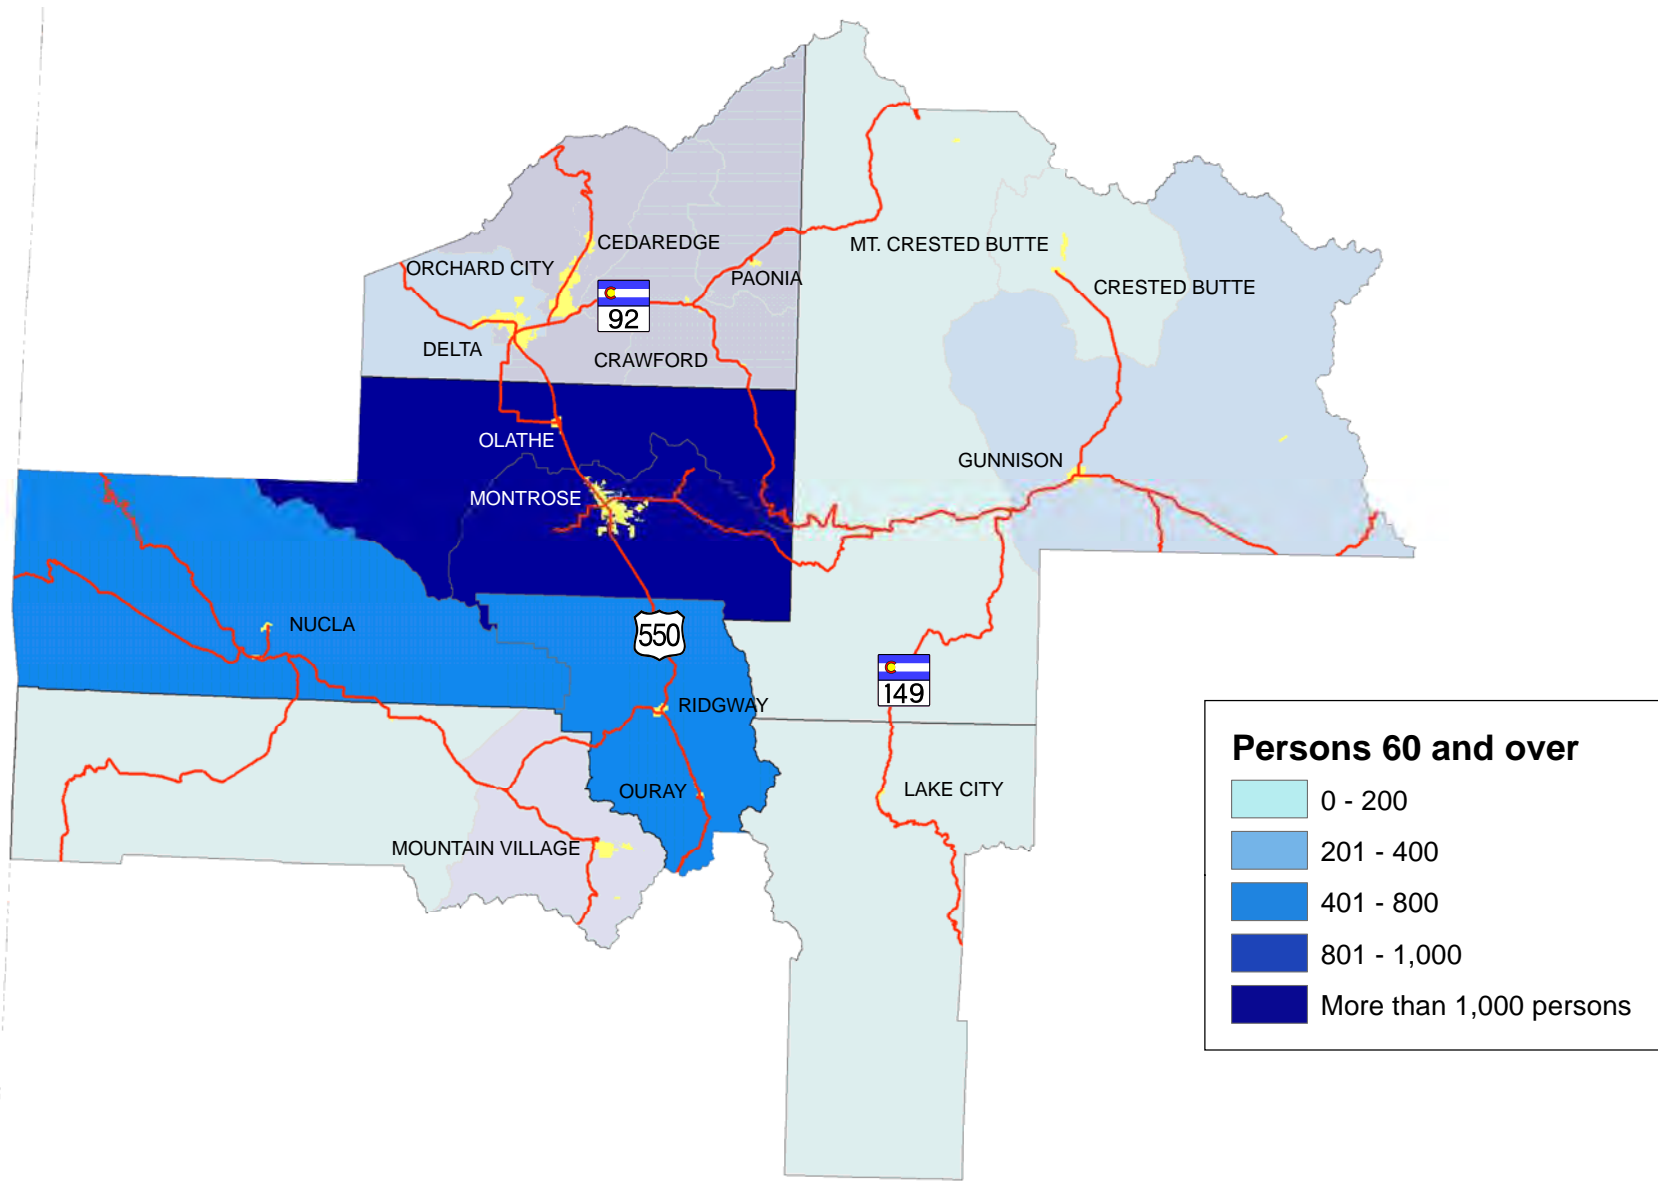 CEDAREDGE
MT. CRESTED BUTTE
ORCHARD CITY
PAONIA
CRESTED BUTTE
92
DELTA
CRAWFORD
OLATHE
GUNNISON
MONTROSE
NUCLA
550
149
RIDGWAY
OURAY
LAKE CITY
MOUNTAIN VILLAGE
Persons 60 and over
0 - 200
201 - 400
401 - 800
801 - 1,000
More than 1,000 persons